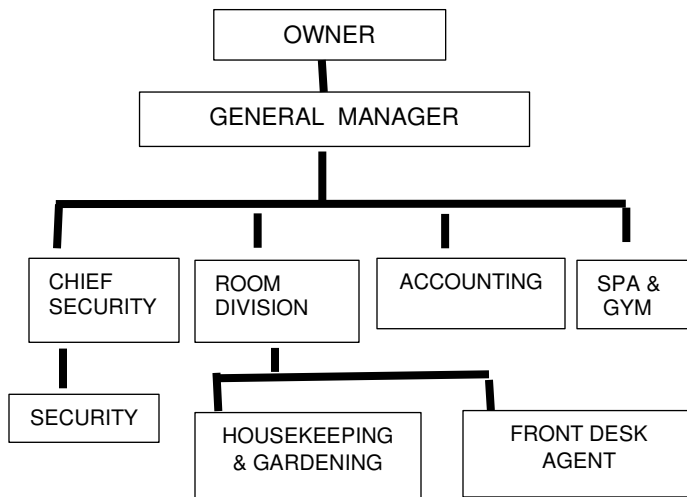 OWNER
GENERAL MANAGER
CHIEF
SECURITY
ROOM
DIVISION
ACCOUNTING
SPA &
GYM
SECURITY
HOUSEKEEPING
& GARDENING
FRONT DESK
AGENT